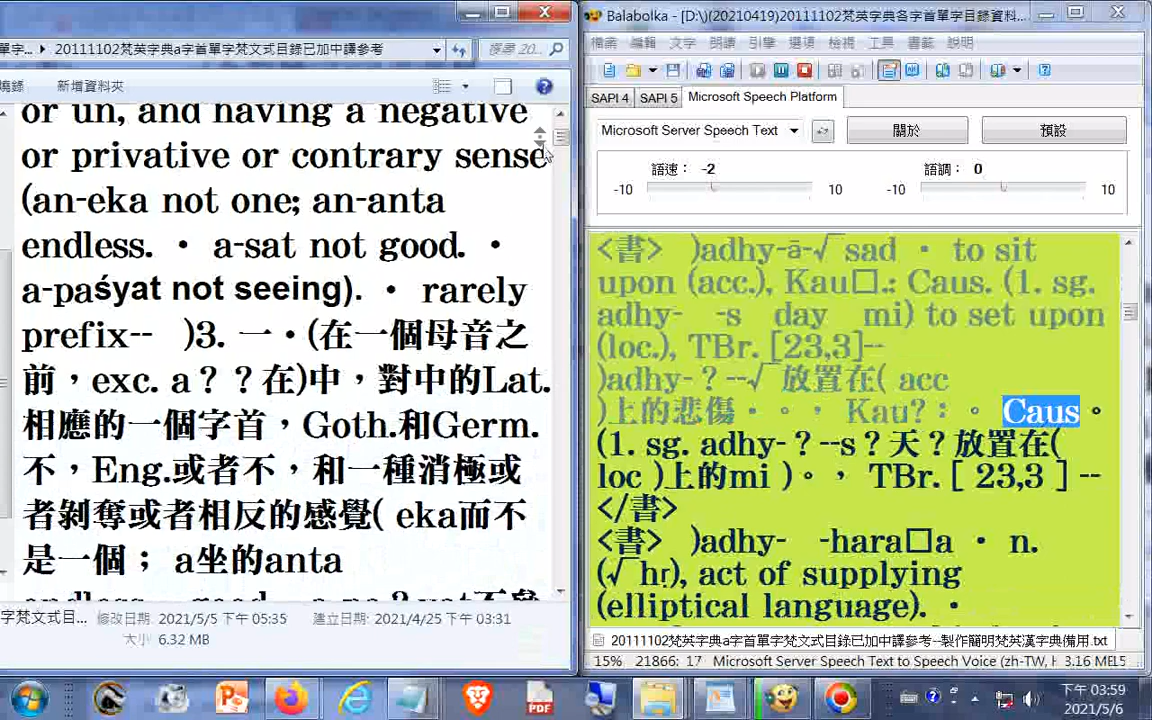 單字... ▸ 20111102梵英字典a字首單字梵文式目錄已加中譯參考
搜尋 20...
燒錄 新增資料夾
or un, and having a negative
or privative or contrary sense
(an-eka not one; an-anta
endless. • a-sat not good. •
a-paśyat not seeing). • rarely
prefix-- )3. 一•(在一個母音之
前，exc. a？？在)中，對中的Lat.
相應的一個字首，Goth.和Germ.
不，Eng.或者不，和一種消極或
者剝奪或者相反的感覺( eka而不
是一個； a坐的anta
字梵文式目... 修改日期: 2021/5/5 下午 05:35 建立日期: 2021/4/25 下午 03:31
大小: 6.32 MB
Balabolka - [D:\)(20210419)20111102梵英字典各字首單字目錄資料...
檔案 編輯 文字 朗讀 引擎 選項 檢視 工具 書籤 說明
SAPI 4 SAPI 5 Microsoft Speech Platform
Microsoft Server Speech Text 關於 預設
語速： -2 語調： 0
-10 10 -10 10
<書> )adhy-ā-√sad • to sit
upon (acc.), Kau□.: Caus. (1. sg.
adhy- -s day mi) to set upon
(loc.), TBr. [23,3]--
)adhy-？--√放置在( acc
)上的悲傷•。， Kau?：。 Caus。
(1. sg. adhy-？--s？天？放置在(
loc )上的mi )。， TBr. [ 23,3 ] --
</書>
<書> )adhy- -hara□a • n.
(√hṛ), act of supplying
(elliptical language). •
20111102梵英字典a字首單字梵文式目錄已加中譯參考--製作簡明梵英漢字典備用.txt
15% 21866: 17 Microsoft Server Speech Text to Speech Voice (zh-TW, H 3.16 МЕБ
下午 03:59
2021/5/6